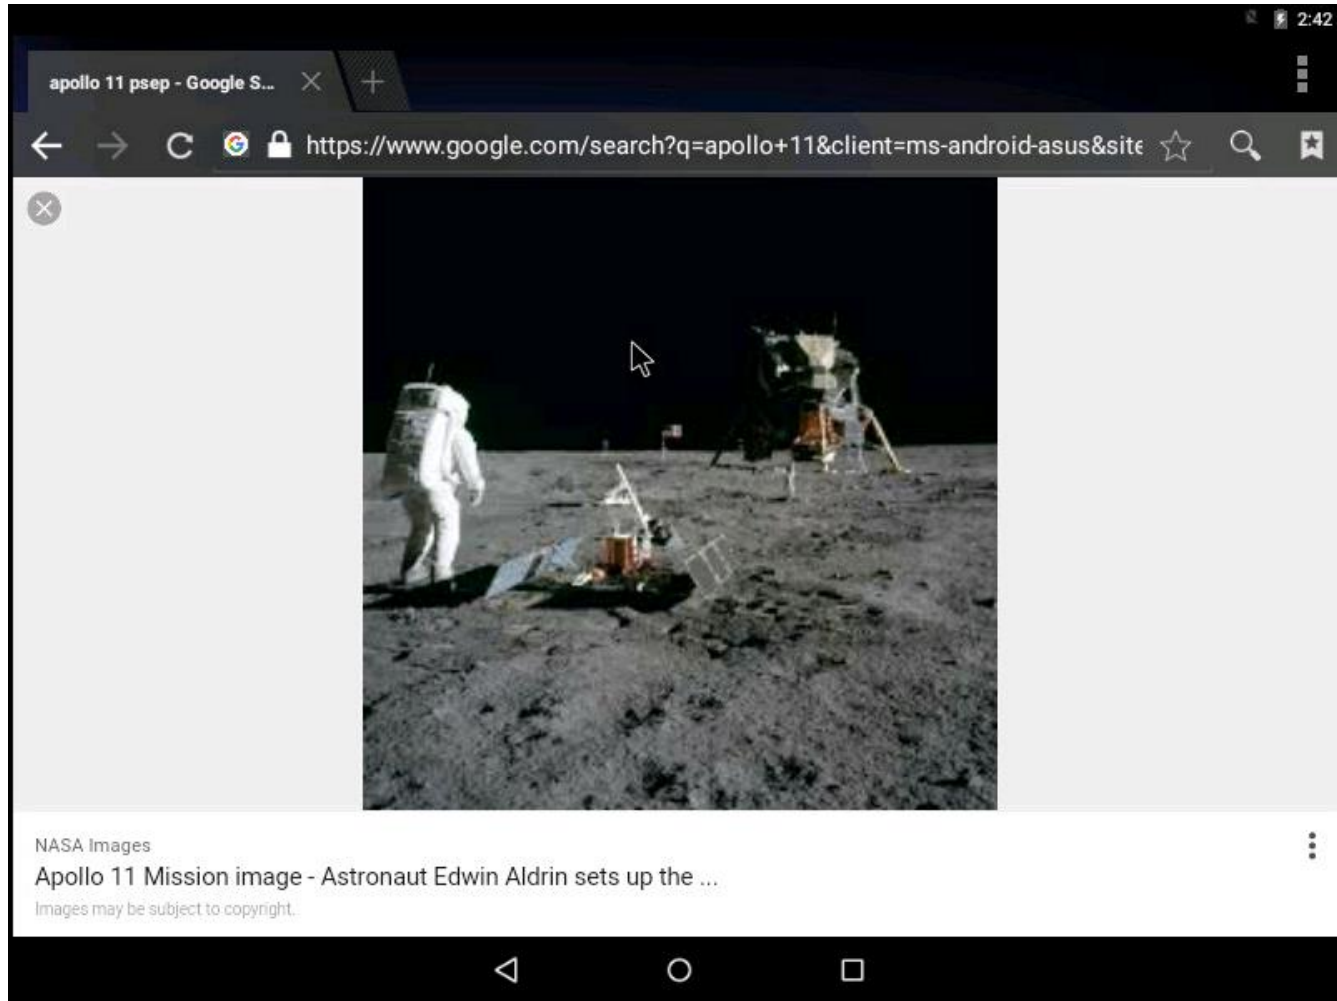 2:42
apollo 11 psep - Google S...
https://www.google.com/search?q=apollo+11&client=ms-android-asus&site
NASA Images
Apollo 11 Mission image - Astronaut Edwin Aldrin sets up the ...
Images may be subject to copyright.